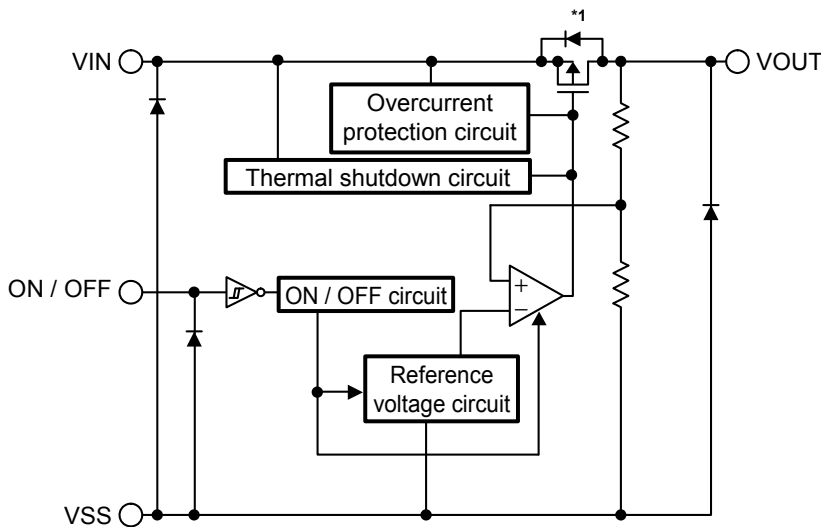 *1
VIN
VOUT
Overcurrent
protection circuit
Thermal shutdown circuit
ON / OFF
ON / OFF circuit
+
−
Reference
voltage circuit
VSS